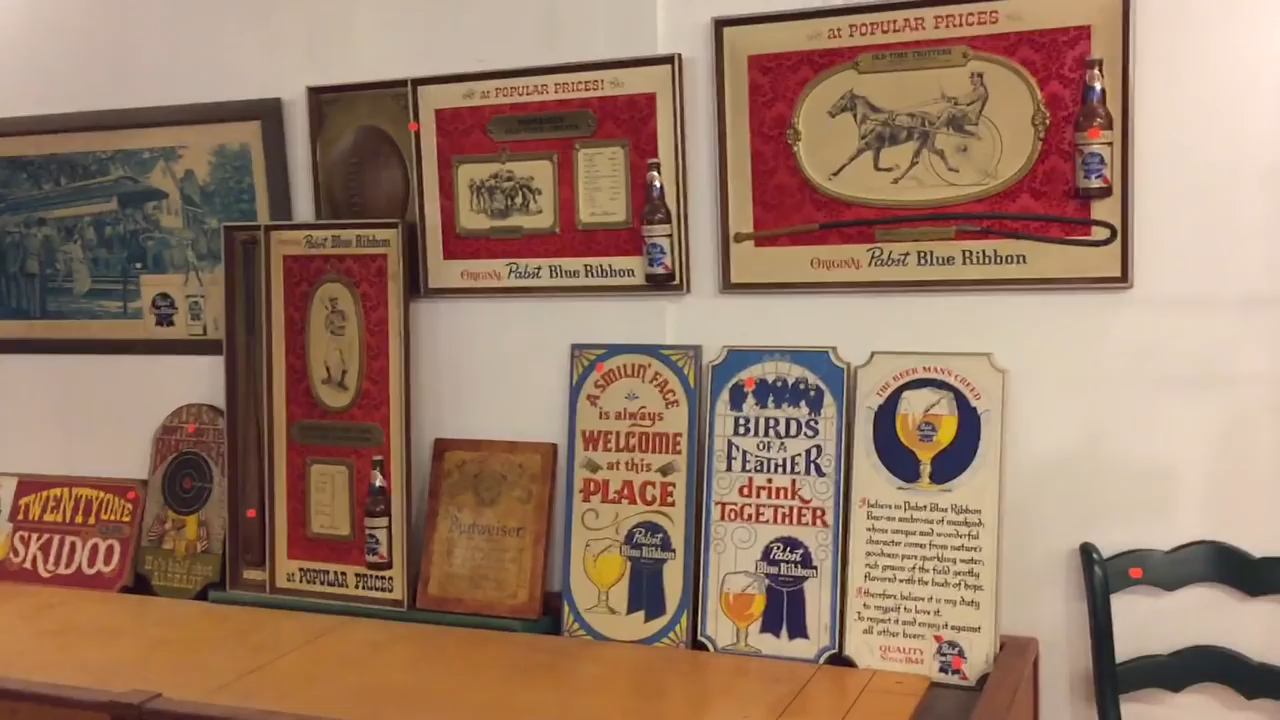 at POPULAR PRICES
OLD-TIME TROTTERS
ORIGINAL Pabst Blue Ribbon
at POPULAR PRICES!
ORIGINAL Pabst Blue Ribbon
Pabst Blue Ribbon
at POPULAR PRICES
TWENTYONE
SKIDOO
Budweiser
A SMILIN' FACE
is always
WELCOME
at this
PLACE
Pabst
Blue Ribbon
BIRDS
OF A
FEATHER
drink
TOGETHER
Pabst
Blue Ribbon
THE BEER MAN'S CREED
I believe in Pabst Blue Ribbon
Beer-an ambrosia of mankind;
whose unique and wonderful
character comes from nature's
goodness: pure sparkling water,
rich grains of the field gently
flavored with the buds of hops.
I therefore, believe it is my duty
to myself to love it,
To respect it and enjoy it against
all other beers.
QUALITY
Since 1844
Pabst
Blue Ribbon